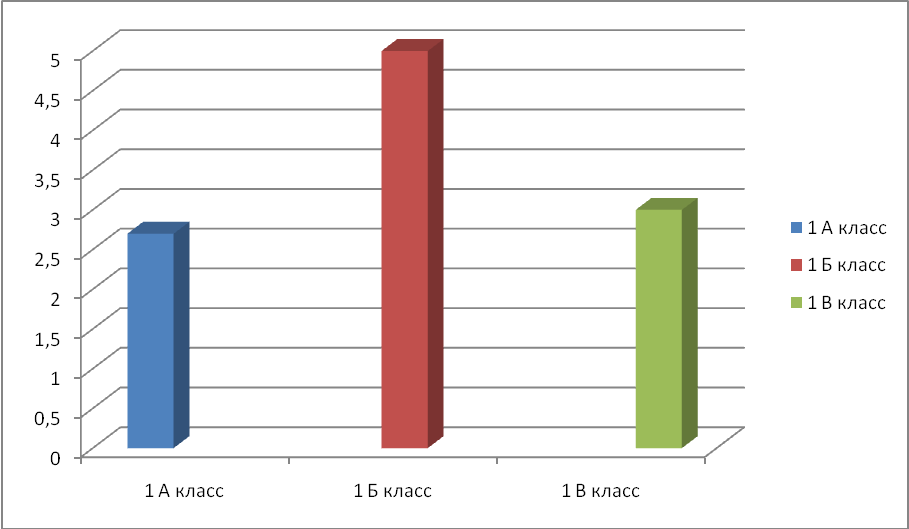 5
4,5
4
3,5
3
2,5
2
1,5
1
0,5
0
1 А класс
1 Б класс
1 В класс
1 А класс
1 Б класс
1 В класс